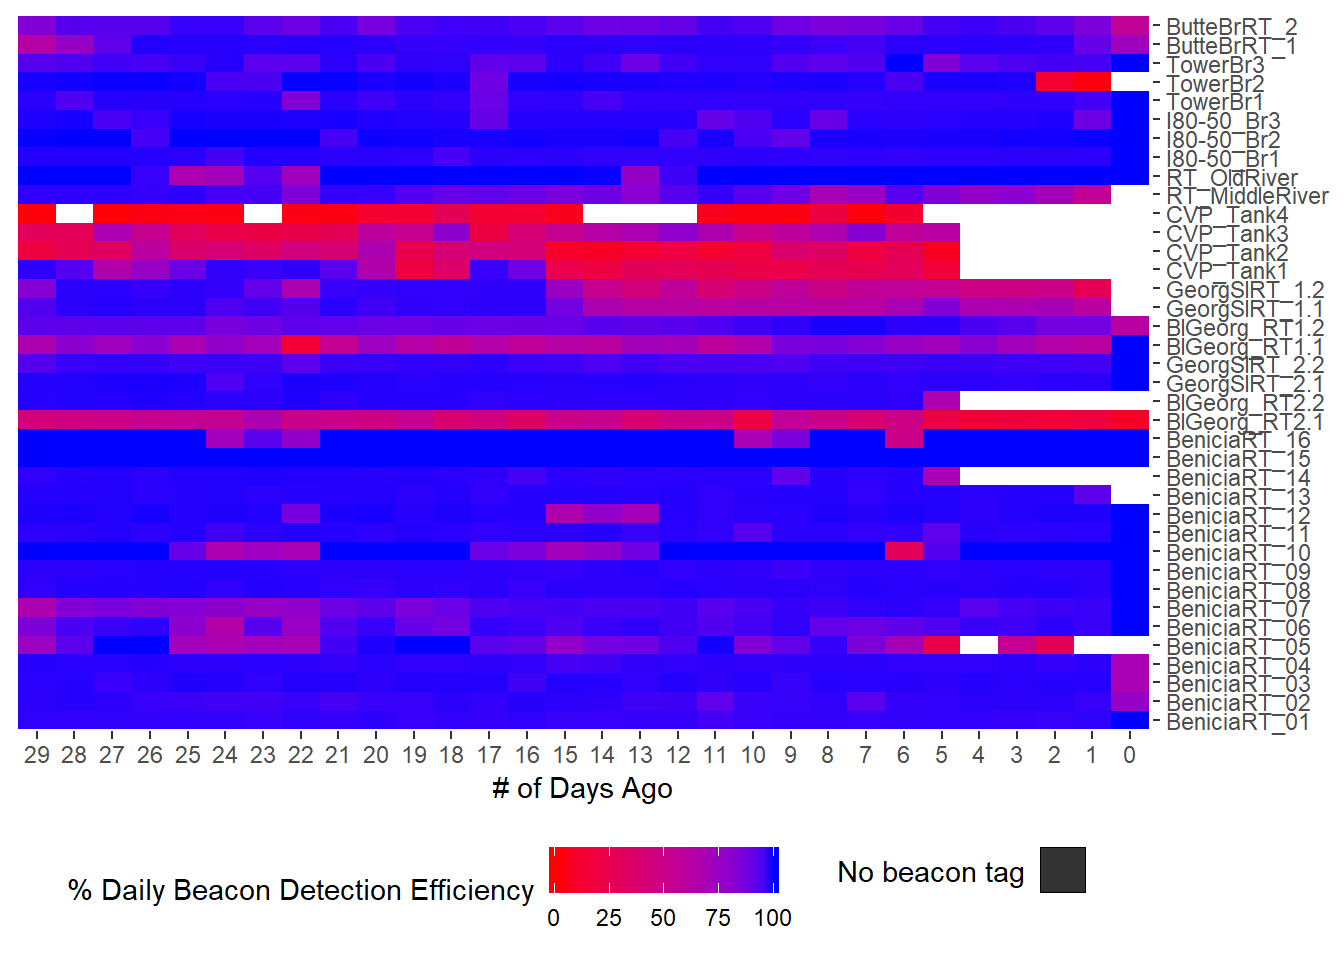 ButteBrRT_2
ButteBrRT_1
TowerBr3
TowerBr2
TowerBr1
I80-50_Br3
I80-50_Br2
I80-50_Br1
RT_OldRiver
RT_MiddleRiver
CVP_Tank4
CVP_Tank3
CVP_Tank2
CVP_Tank1
GeorgSlRT_1.2
GeorgSlRT_1.1
BlGeorg_RT1.2
BlGeorg_RT1.1
GeorgSlRT_2.2
GeorgSlRT_2.1
BlGeorg_RT2.2
BlGeorg_RT2.1
BeniciaRT_16
BeniciaRT_15
BeniciaRT_14
BeniciaRT_13
BeniciaRT_12
BeniciaRT_11
BeniciaRT_10
BeniciaRT_09
BeniciaRT_08
BeniciaRT_07
BeniciaRT_06
BeniciaRT_05
BeniciaRT_04
BeniciaRT_03
BeniciaRT_02
BeniciaRT_01
29 28 27 26 25 24 23 22 21 20 19 18 17 16 15 14 13 12 11 10 9 8 7 6 5 4 3 2 1 0
# of Days Ago
% Daily Beacon Detection Efficiency
0 25 50 75 100
No beacon tag